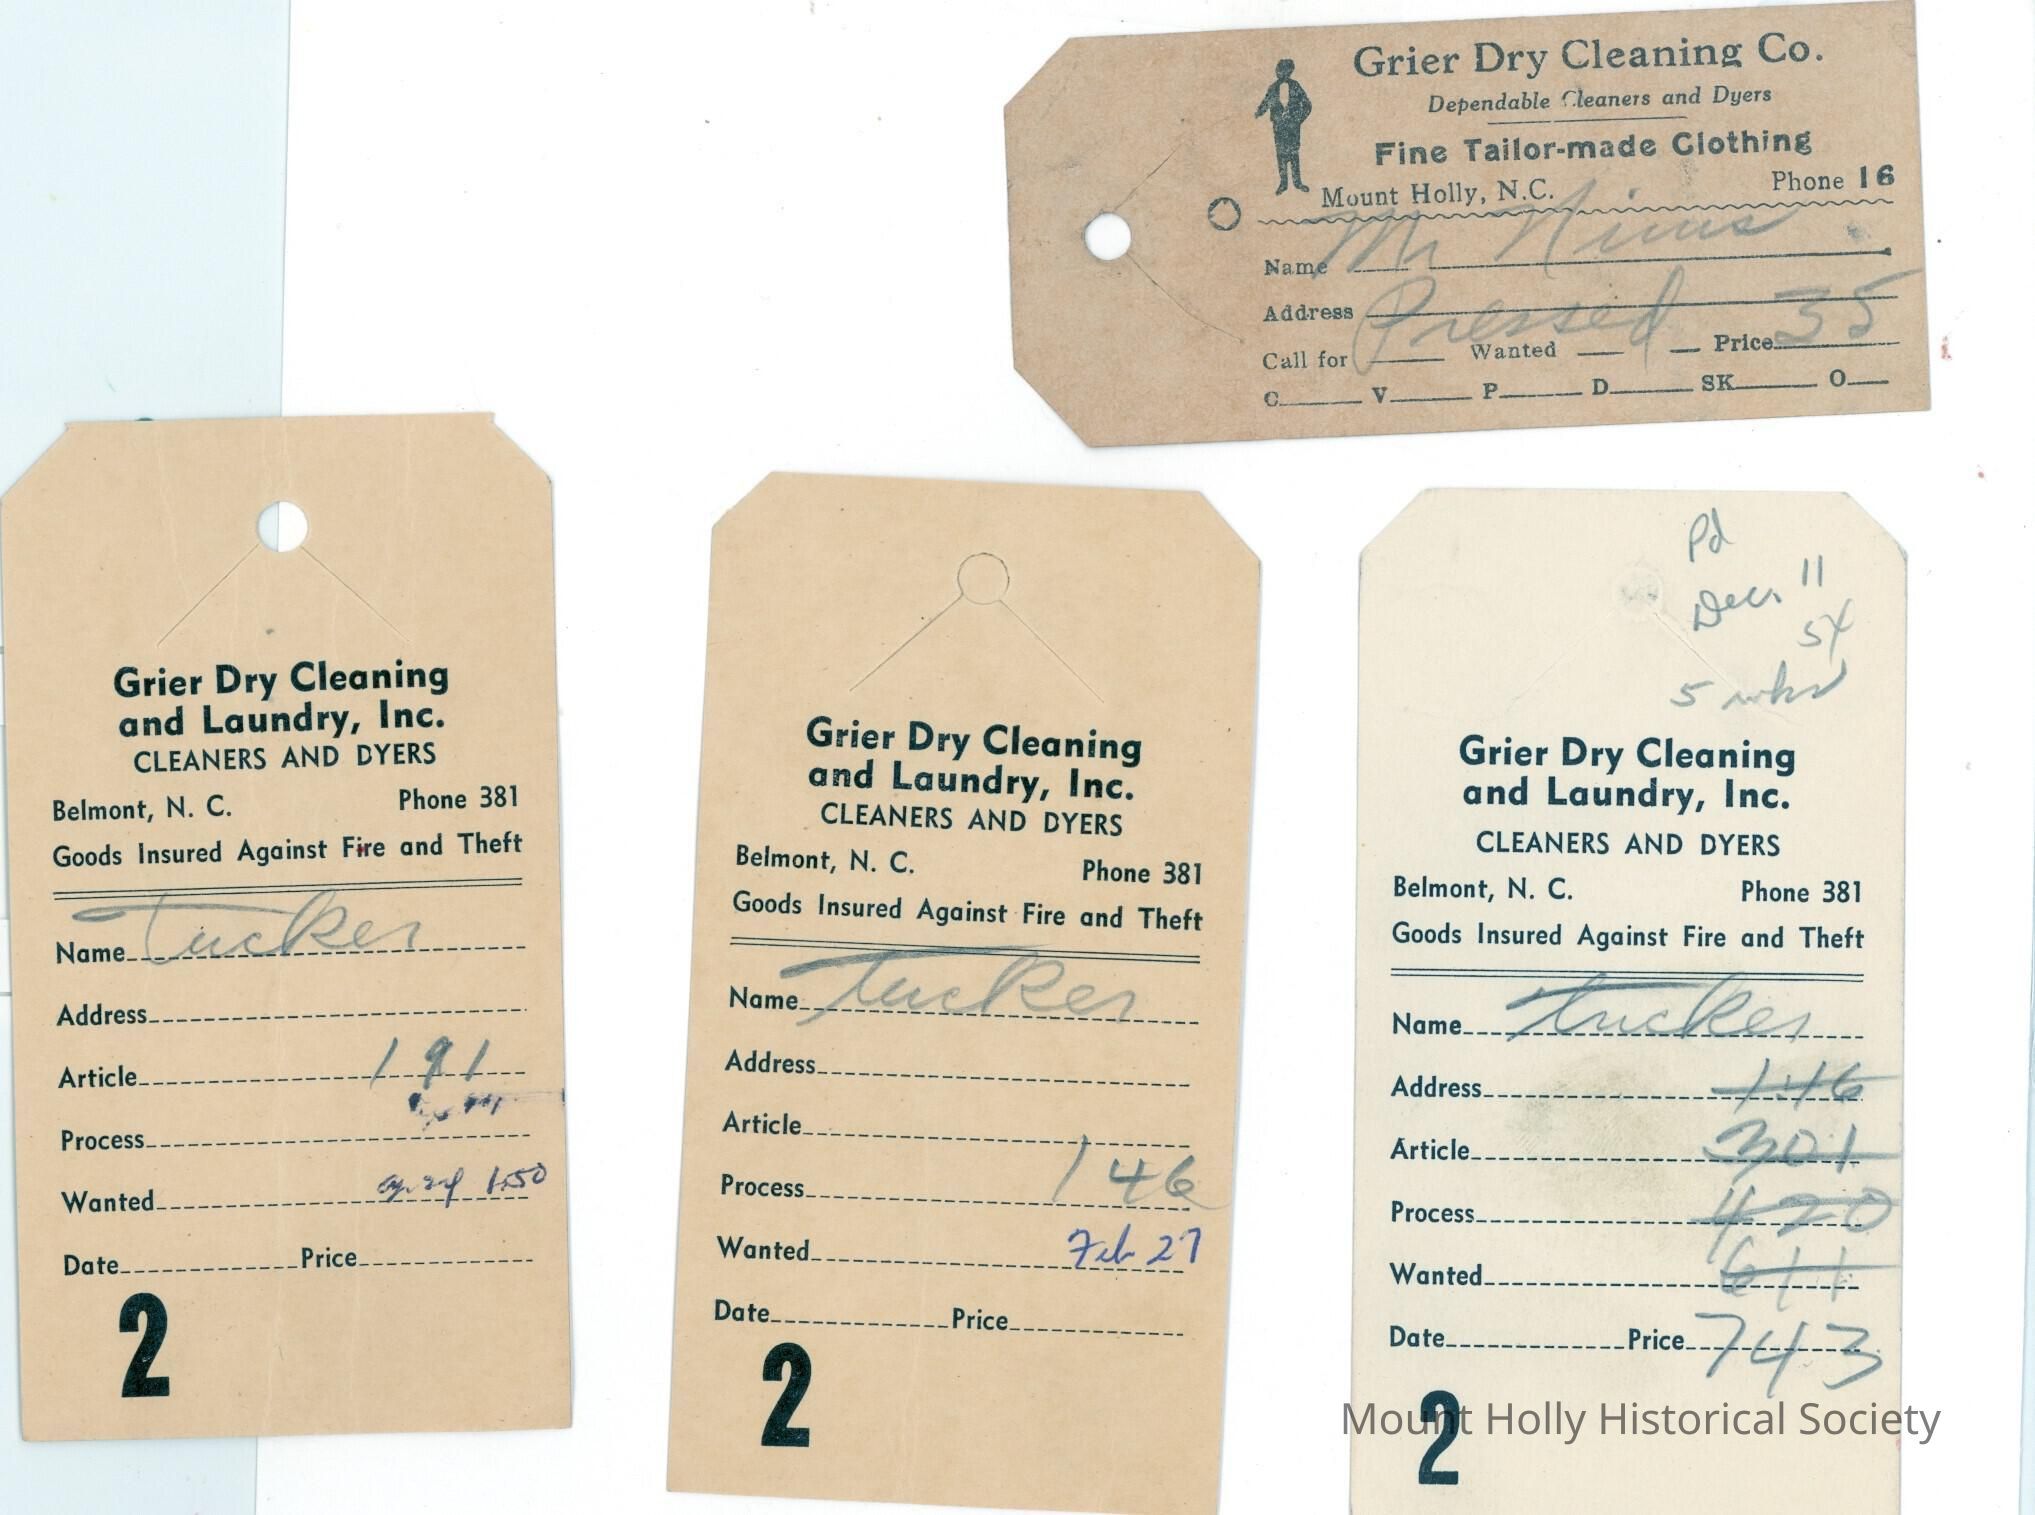 Grier Dry Cleaning Co.
Dependable Cleaners and Dyers
Fine Tailor-made Clothing
Mount Holly, N.C. Phone 16
Name Mr Nims
Address
Pressed 35
Call for Wanted Price
C V P D SK O
Grier Dry Cleaning
and Laundry, Inc.
CLEANERS AND DYERS
Belmont, N. C. Phone 381
Goods Insured Against Fire and Theft
Name Tucker
Address
Article 191
Process
Wanted 1.50
Date Price
2
Grier Dry Cleaning
and Laundry, Inc.
CLEANERS AND DYERS
Belmont, N. C. Phone 381
Goods Insured Against Fire and Theft
Name Tucker
Address
Article
Process 146
Wanted Feb 27
Date Price
2
Pd
Dec. 11
54
5 wks
Grier Dry Cleaning
and Laundry, Inc.
CLEANERS AND DYERS
Belmont, N. C. Phone 381
Goods Insured Against Fire and Theft
Name Tucker
Address 146
Article 301
Process 420
Wanted 611
Date Price 743
2
Mount Holly Historical Society